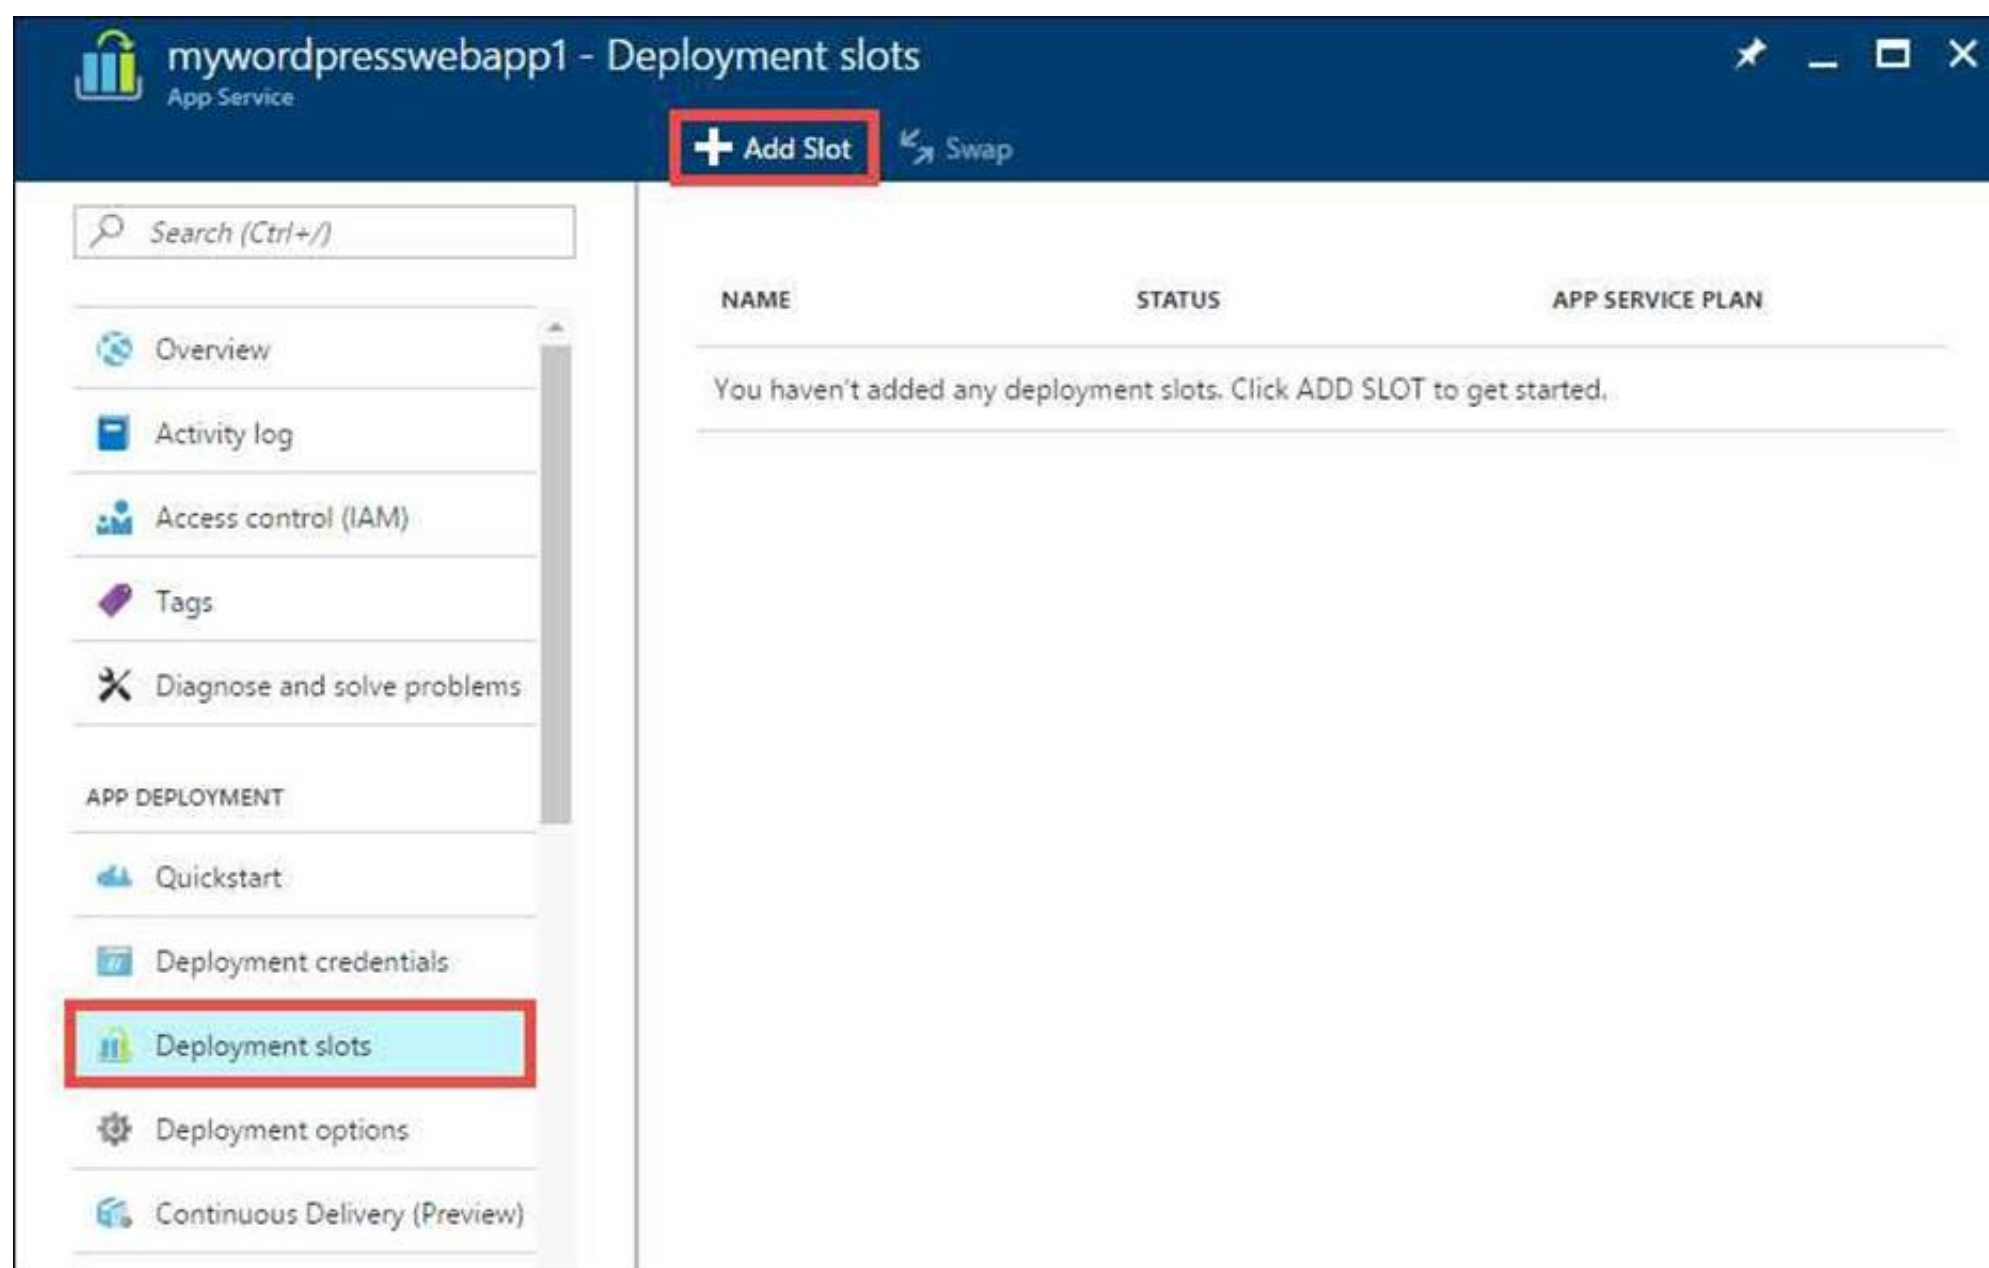 mywordpresswebapp1 - Deployment slots
App Service
Add Slot
Swap
Search (Ctrl+/)
Overview
Activity log
Access control (IAM)
Tags
Diagnose and solve problems
APP DEPLOYMENT
Quickstart
Deployment credentials
Deployment slots
Deployment options
Continuous Delivery (Preview)
NAME STATUS APP SERVICE PLAN
You haven't added any deployment slots. Click ADD SLOT to get started.